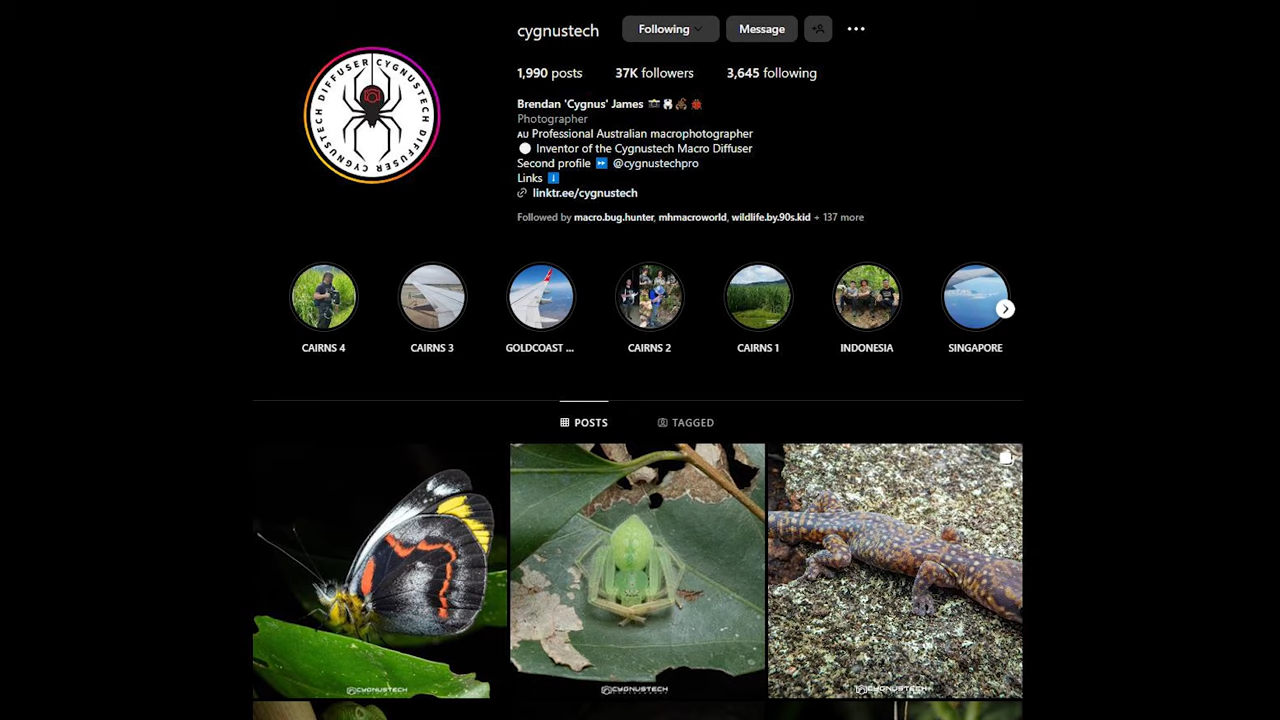 cygnustech Following Message
1,990 posts 37K followers 3,645 following
Brendan 'Cygnus' James
Photographer
AU Professional Australian macrophotographer
Inventor of the Cygnustech Macro Diffuser
Second profile @cygnustechpro
Links
linktr.ee/cygnustech
Followed by macro.bug.hunter, mhmacroworld, wildlife.by.90s.kid + 137 more
CYGNUSTECH DIFFUSER CYGNUSTECH DIFFUSER
CAIRNS 4 CAIRNS 3 GOLDCOAST ... CAIRNS 2 CAIRNS 1 INDONESIA SINGAPORE
POSTS TAGGED
CYGNUSTECH CYGNUSTECH CYGNUSTECH